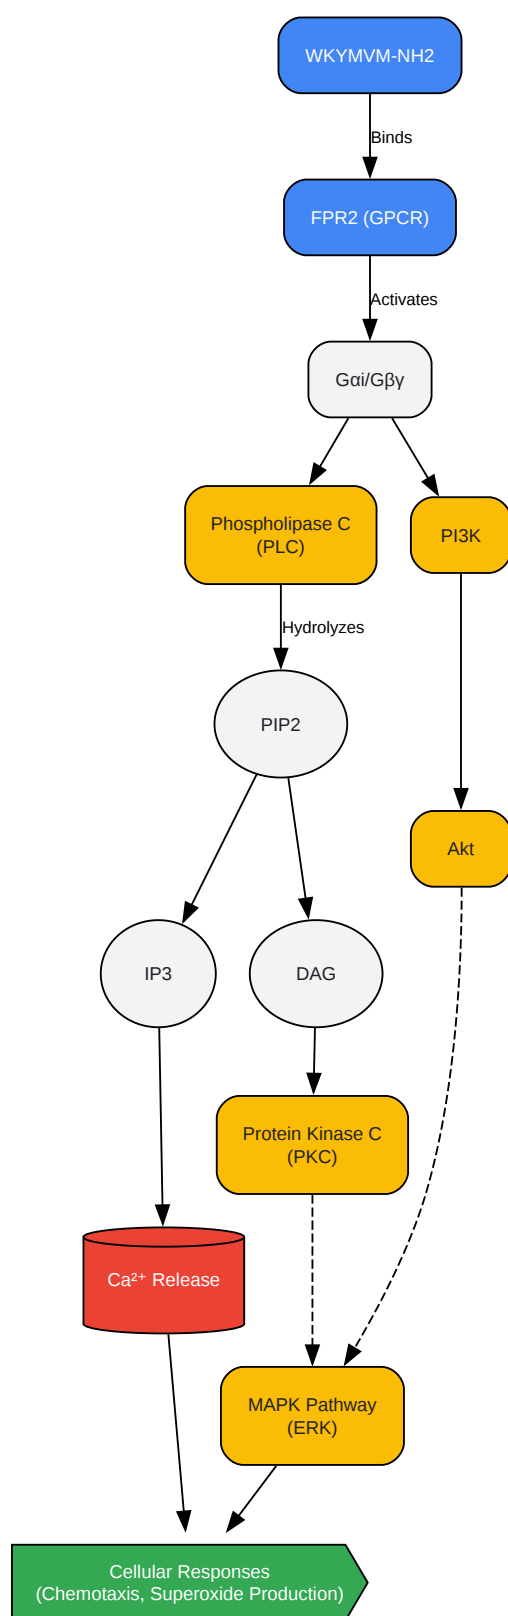 WKYMVM-NH2
Binds
FPR2 (GPCR)
Activates
Gαi/Gβγ
Phospholipase C
(PLC)
PI3K
Hydrolyzes
PIP2
Akt
IP3
DAG
Protein Kinase C
(PKC)
Ca²⁺ Release
MAPK Pathway
(ERK)
Cellular Responses
(Chemotaxis, Superoxide Production)